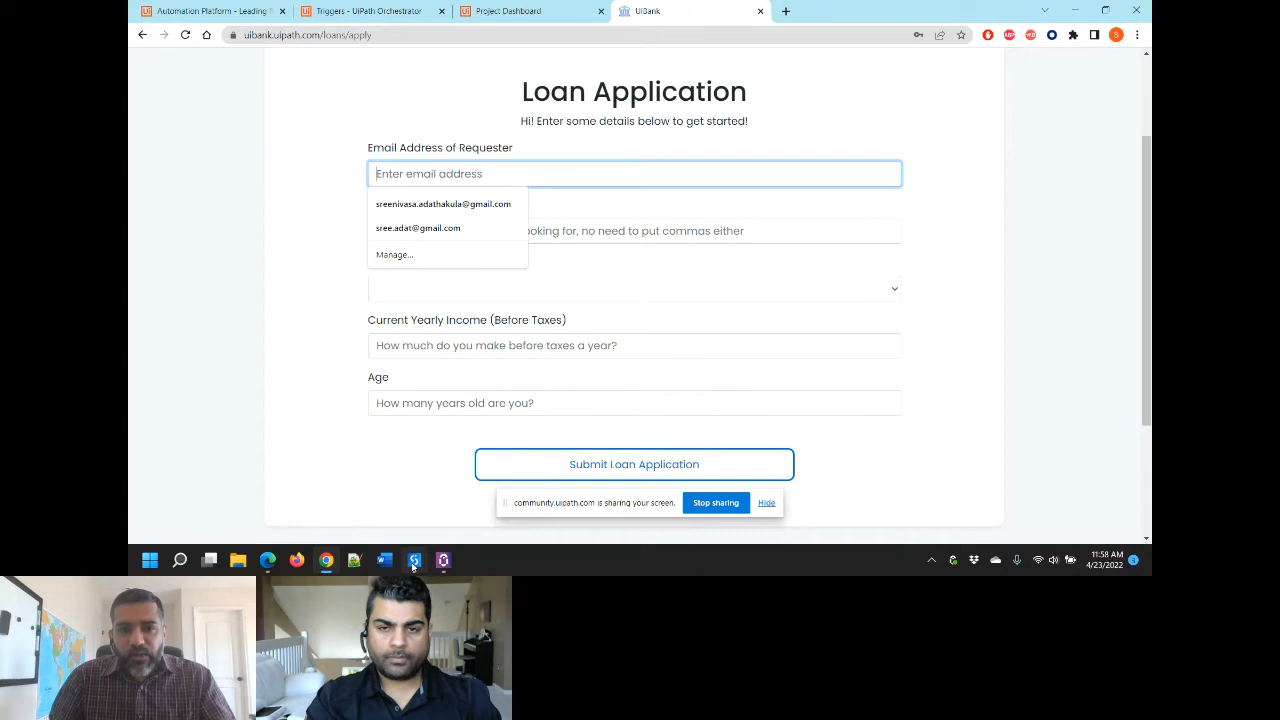 Automation Platform - Leading R
Triggers - UiPath Orchestrator
Project Dashboard
UiBank
uibank.uipath.com/loans/apply
Loan Application
Hi! Enter some details below to get started!
Email Address of Requester
Enter email address
sreenivasa.adathakula@gmail.com
sree.adat@gmail.com
Manage...
ooking for, no need to put commas either
Current Yearly Income (Before Taxes)
How much do you make before taxes a year?
Age
How many years old are you?
Submit Loan Application
community.uipath.com is sharing your screen.
Stop sharing
Hide
11:58 AM
4/23/2022